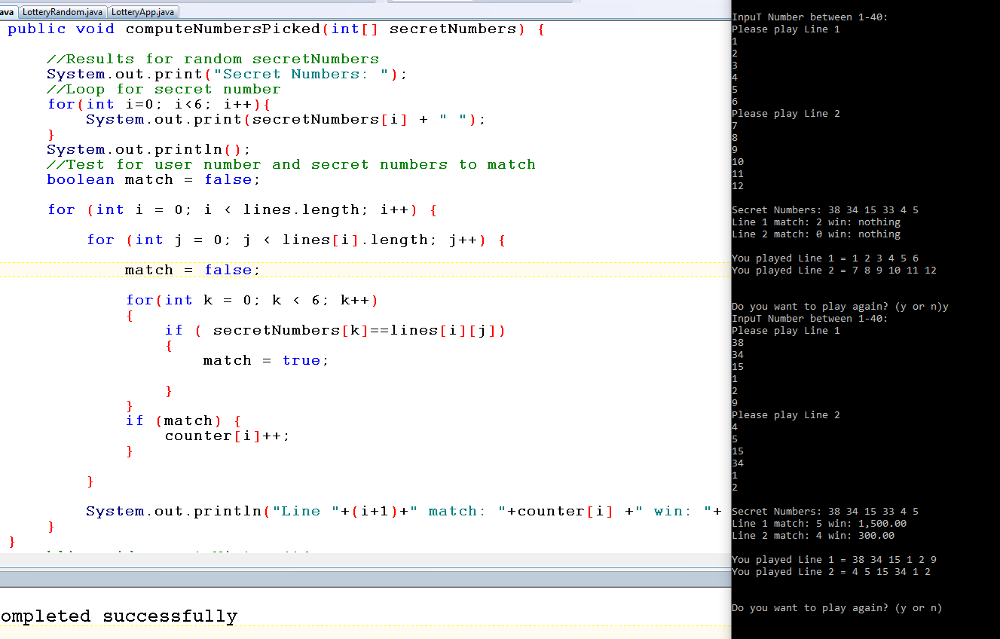 ava LotteryRandom.java LotteryApp.java
public void computeNumbersPicked(int[] secretNumbers) {
//Results for random secretNumbers
System.out.print("Secret Numbers: ");
//Loop for secret number
for(int i=0; i<6; i++){
System.out.print(secretNumbers[i] + " ");
}
System.out.println();
//Test for user number and secret numbers to match
boolean match = false;
for (int i = 0; i < lines.length; i++) {
for (int j = 0; j < lines[i].length; j++) {
match = false;
for(int k = 0; k < 6; k++)
{
if ( secretNumbers[k]==lines[i][j])
{
match = true;
}
}
if (match) {
counter[i]++;
}
}
System.out.println("Line "+(i+1)+" match: "+counter[i] +" win: "+
}
}
ompleted successfully
InpuT Number between 1-40:
Please play Line 1
1
2
3
4
5
6
Please play Line 2
7
8
9
10
11
12
Secret Numbers: 38 34 15 33 4 5
Line 1 match: 2 win: nothing
Line 2 match: 0 win: nothing
You played Line 1 = 1 2 3 4 5 6
You played Line 2 = 7 8 9 10 11 12
Do you want to play again? (y or n)y
InpuT Number between 1-40:
Please play Line 1
38
34
15
1
2
9
Please play Line 2
4
5
15
34
1
2
Secret Numbers: 38 34 15 33 4 5
Line 1 match: 5 win: 1,500.00
Line 2 match: 4 win: 300.00
You played Line 1 = 38 34 15 1 2 9
You played Line 2 = 4 5 15 34 1 2
Do you want to play again? (y or n)